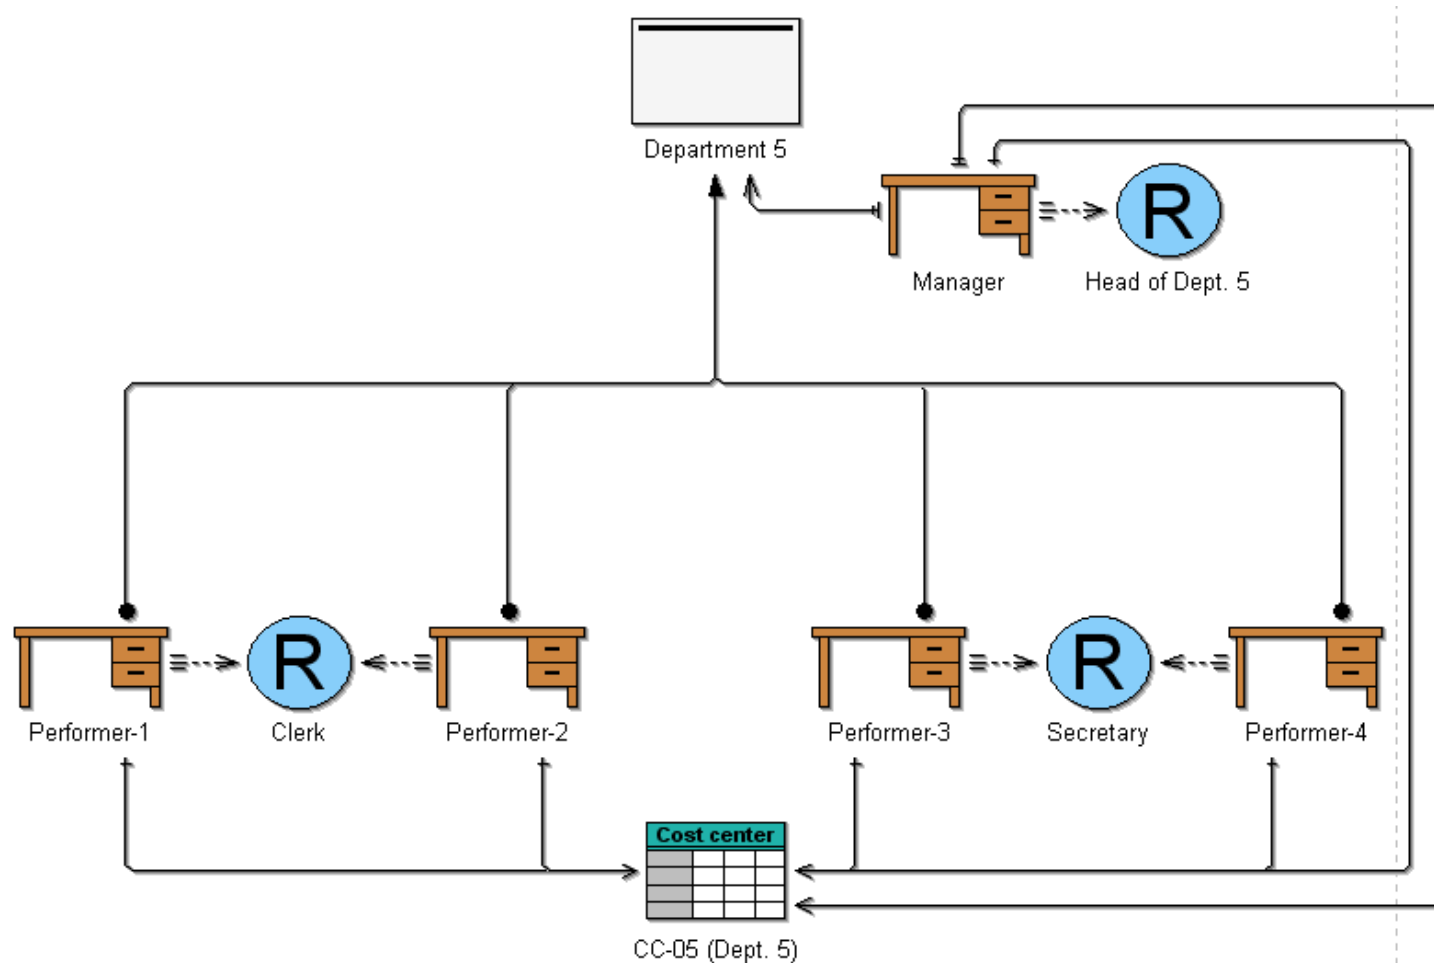 Department 5
R
Manager
Head of Dept. 5
R
R
Performer-1
Clerk
Performer-2
Performer-3
Secretary
Performer-4
Cost center
CC-05 (Dept. 5)